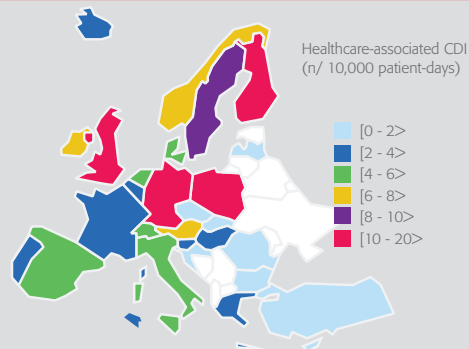 Healthcare-associated CDI
(n/ 10,000 patient-days)
[0 - 2>
[2 - 4>
[4 - 6>
[6 - 8>
[8 - 10>
[10 - 20>